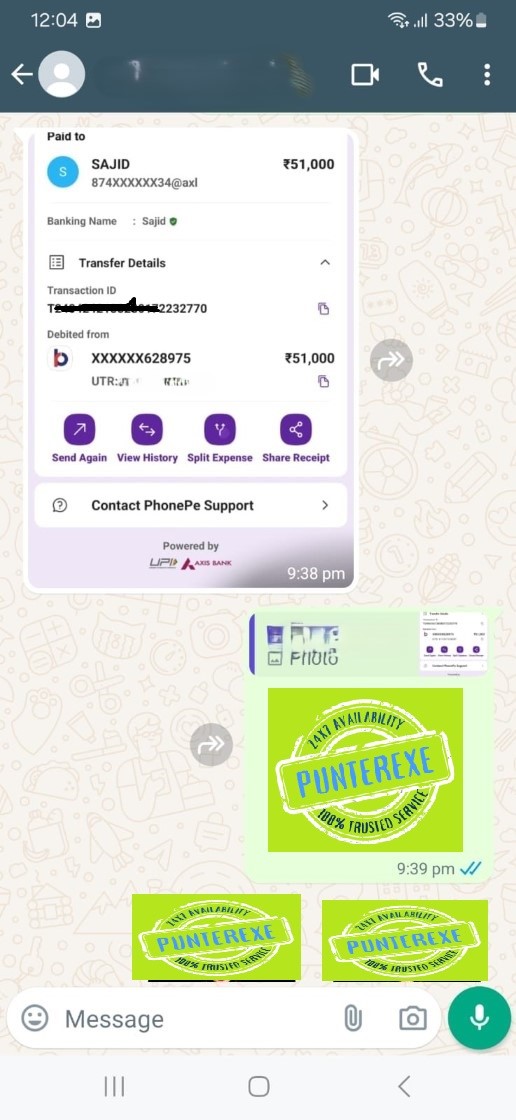 12:04
33%
Paid to
SAJID ₹51,000
874XXXXXX34@axl
Banking Name : Sajid
Transfer Details
Transaction ID
2232770
Debited from
XXXXXX628975 ₹51,000
UTR:
Send Again View History Split Expense Share Receipt
Contact PhonePe Support
Powered by
UPI AXIS BANK
9:38 pm
Photo
24X7 AVAILABILITY
PUNTEREXE
100% TRUSTED SERVICE
9:39 pm
24X7 AVAILABILITY
PUNTEREXE
100% TRUSTED SERVICE
24X7 AVAILABILITY
PUNTEREXE
100% TRUSTED SERVICE
Message